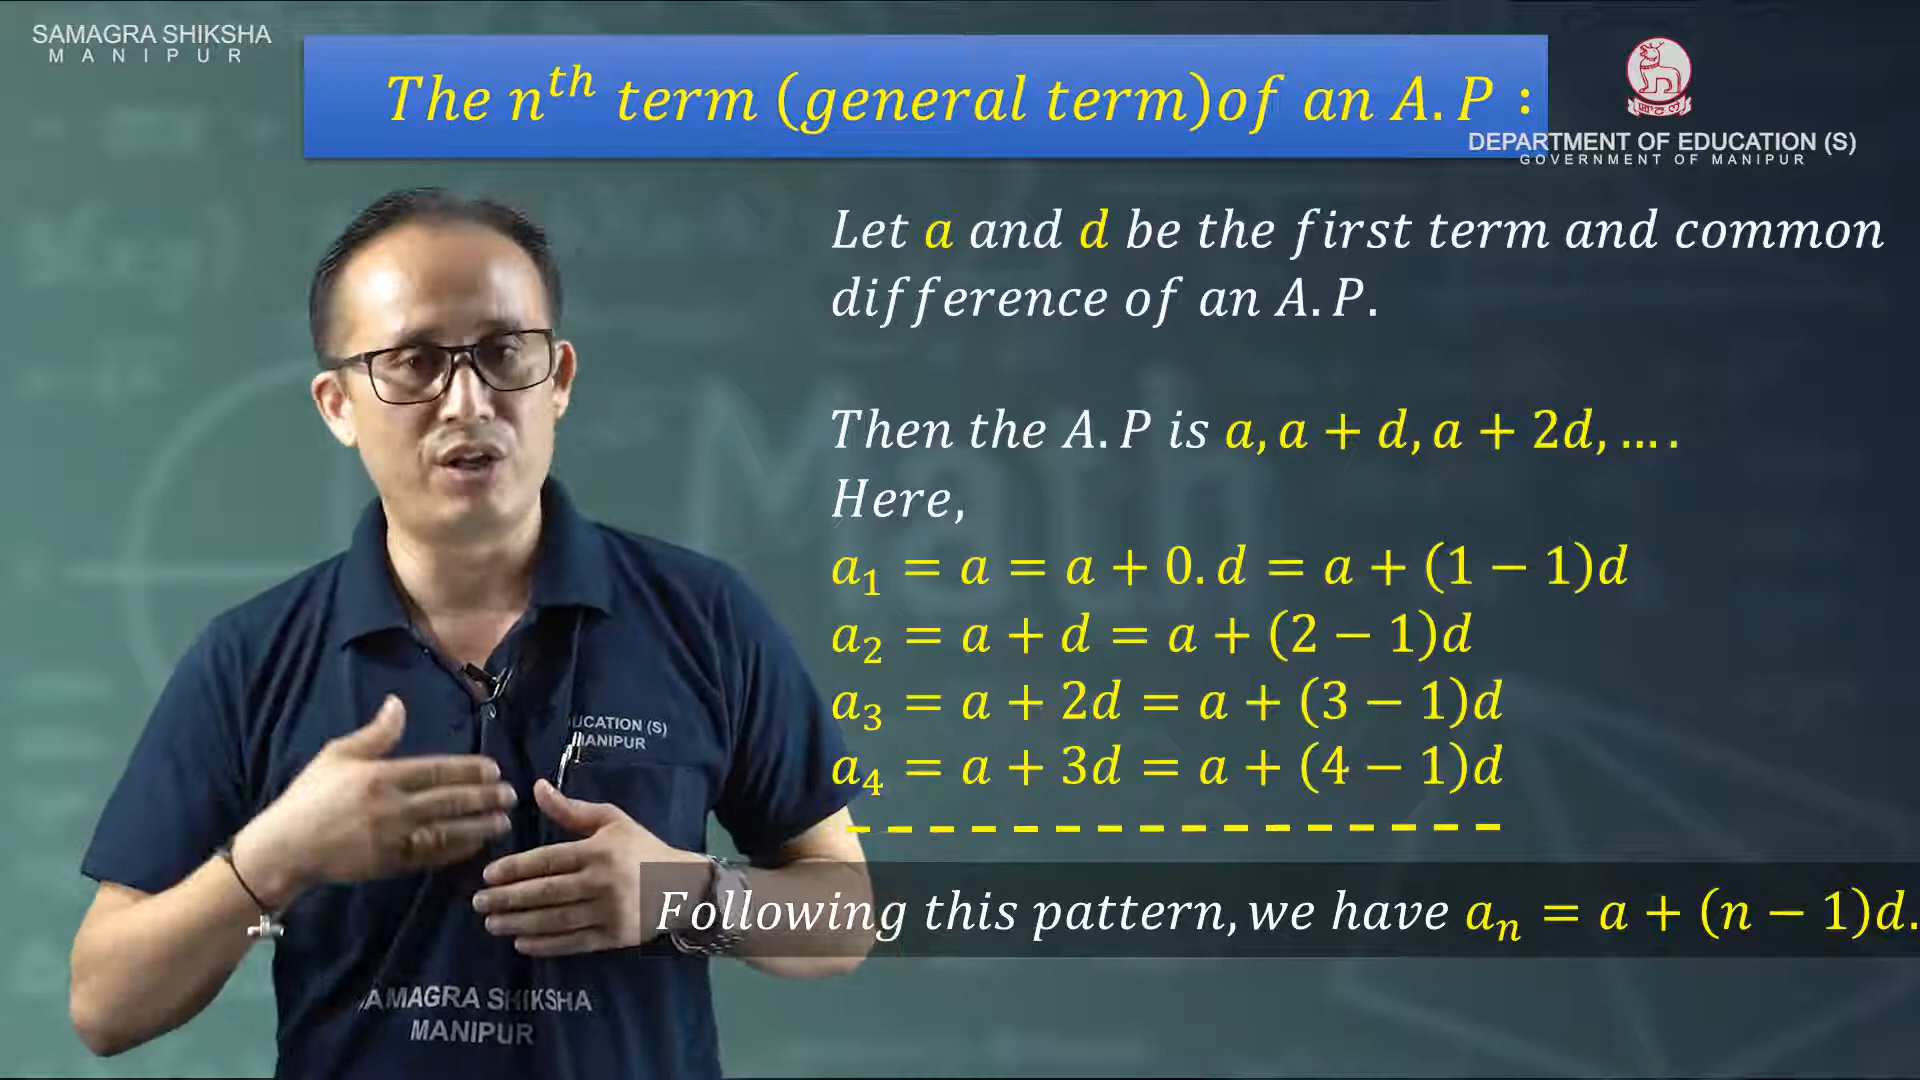 SAMAGRA SHIKSHA
MANIPUR
The nᵗʰ term (general term)of an A.P :
DEPARTMENT OF EDUCATION (S)
GOVERNMENT OF MANIPUR
Let a and d be the first term and common
difference of an A.P.
Then the A.P is a, a + d, a + 2d, ….
Here,
a₁ = a = a + 0.d = a + (1 − 1)d
a₂ = a + d = a + (2 − 1)d
a₃ = a + 2d = a + (3 − 1)d
a₄ = a + 3d = a + (4 − 1)d
Following this pattern, we have aₙ = a + (n − 1)d.
UCATION (S)
MANIPUR
AMAGRA SHIKSHA
MANIPUR
Math